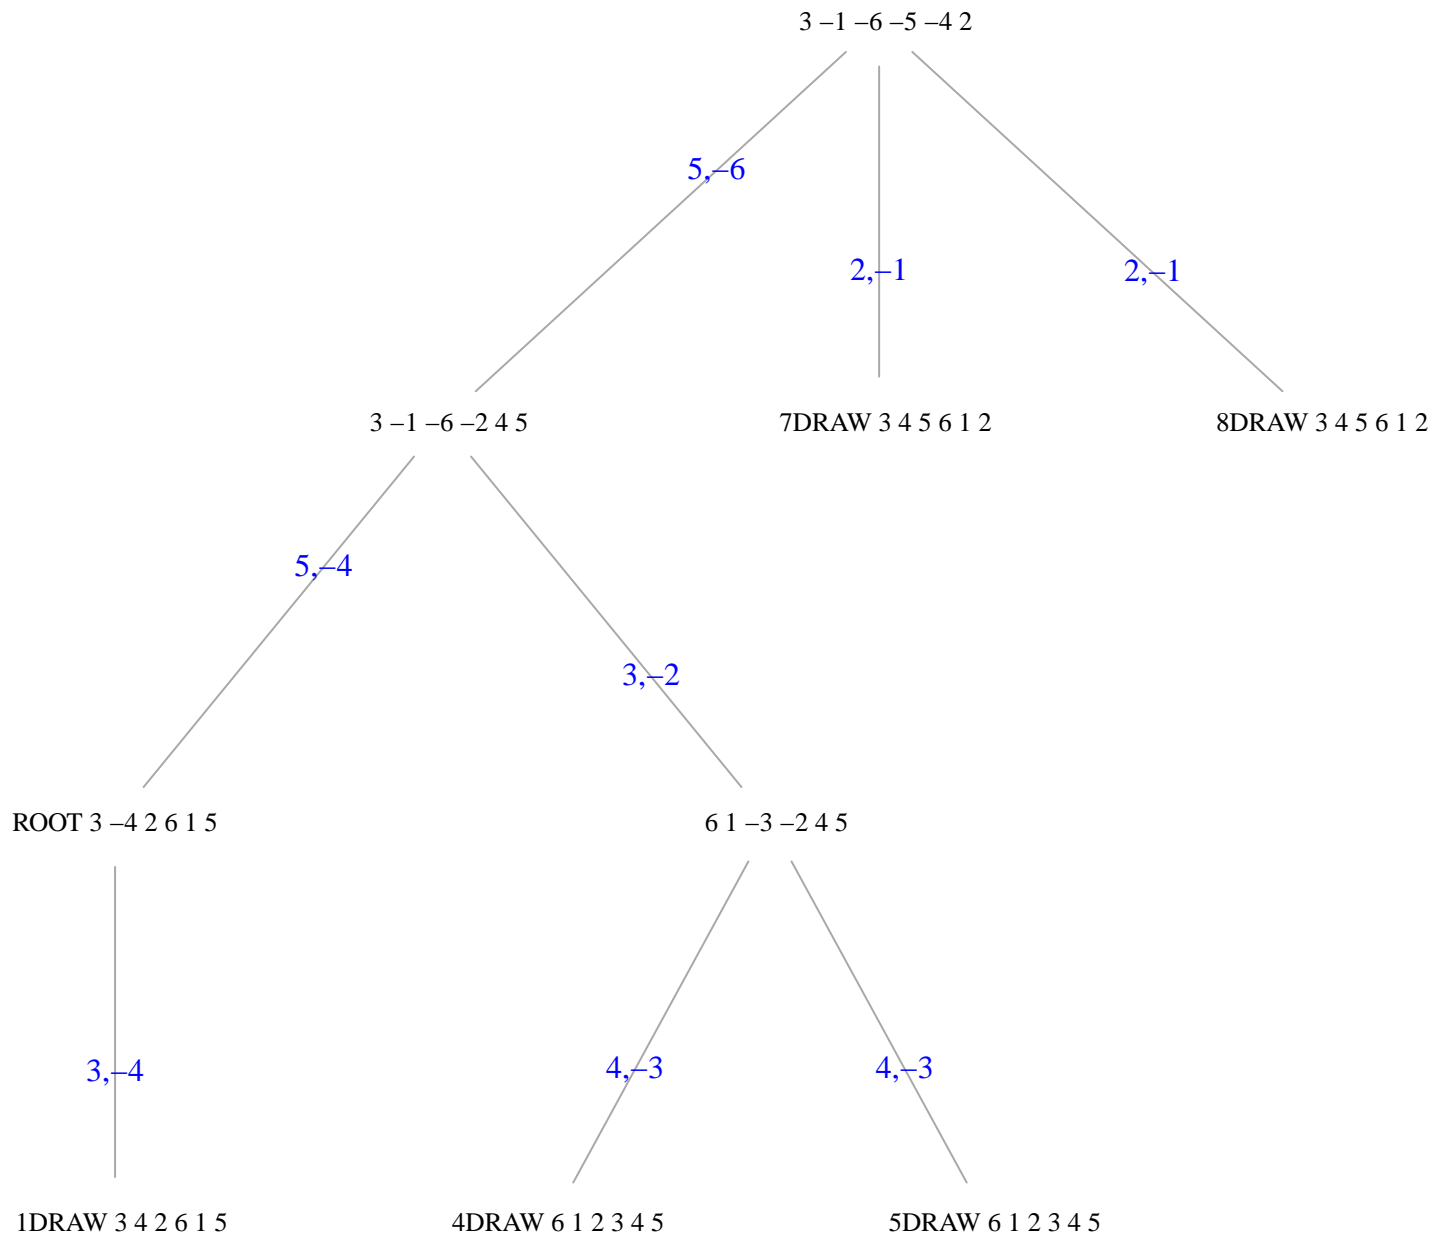 3 –1 –6 –5 –4 2
5,–6
2,–1
2,–1
3 –1 –6 –2 4 5
7DRAW 3 4 5 6 1 2
8DRAW 3 4 5 6 1 2
5,–4
3,–2
ROOT 3 –4 2 6 1 5
6 1 –3 –2 4 5
3,–4
4,–3
4,–3
1DRAW 3 4 2 6 1 5
4DRAW 6 1 2 3 4 5
5DRAW 6 1 2 3 4 5